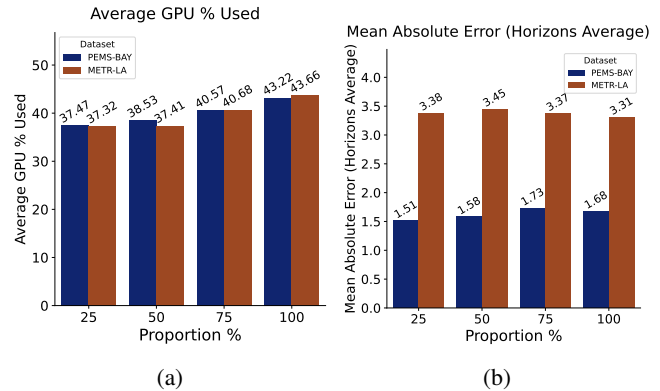 Average GPU % Used
Dataset
PEMS-BAY
METR-LA
Average GPU % Used
50
40
30
20
10
0
37.47
37.32
38.53
37.41
40.57
40.68
43.22
43.66
25
50
75
100
Proportion %
(a)
Mean Absolute Error (Horizons Average)
Dataset
PEMS-BAY
METR-LA
Mean Absolute Error (Horizons Average)
4.0
3.5
3.0
2.5
2.0
1.5
1.0
0.5
0.0
1.51
3.38
1.58
3.45
1.73
3.37
1.68
3.31
25
50
75
100
Proportion %
(b)